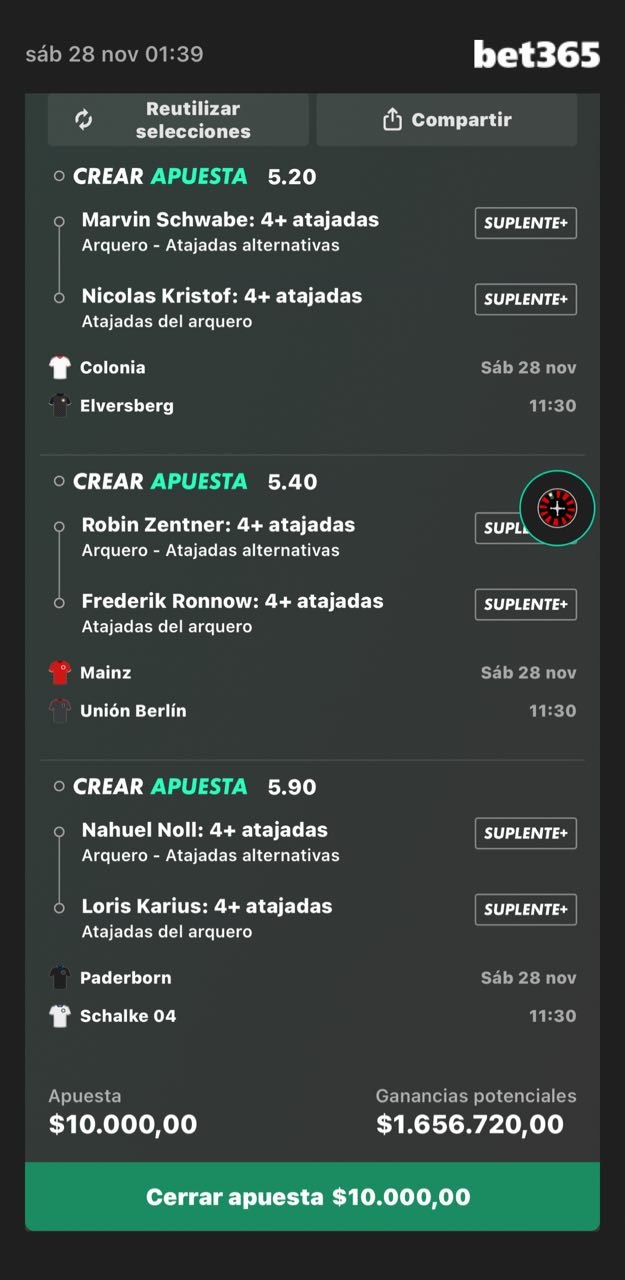 sáb 28 nov 01:39
bet365
Reutilizar
selecciones
Compartir
CREAR APUESTA 5.20
Marvin Schwabe: 4+ atajadas
SUPLENTE+
Arquero - Atajadas alternativas
Nicolas Kristof: 4+ atajadas
SUPLENTE+
Atajadas del arquero
Colonia
Sáb 28 nov
Elversberg
11:30
CREAR APUESTA 5.40
Robin Zentner: 4+ atajadas
Arquero - Atajadas alternativas
Frederik Ronnow: 4+ atajadas
SUPLENTE+
Atajadas del arquero
Mainz
Sáb 28 nov
Unión Berlín
11:30
CREAR APUESTA 5.90
Nahuel Noll: 4+ atajadas
SUPLENTE+
Arquero - Atajadas alternativas
Loris Karius: 4+ atajadas
SUPLENTE+
Atajadas del arquero
Paderborn
Sáb 28 nov
Schalke 04
11:30
Apuesta
Ganancias potenciales
$10.000,00
$1.656.720,00
Cerrar apuesta $10.000,00